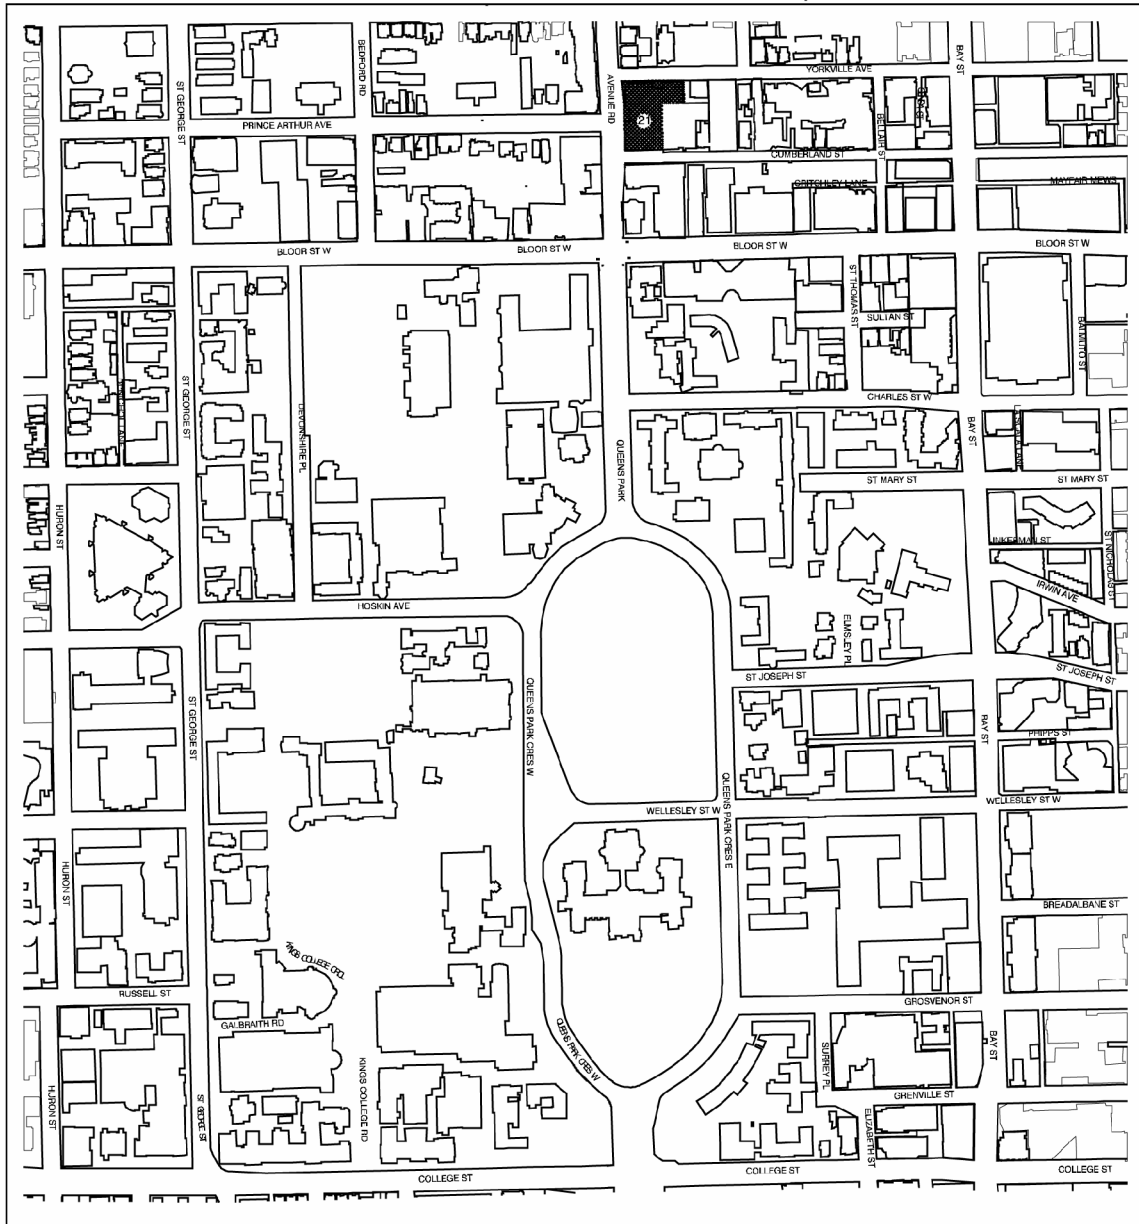 YORKVILLE AVE
BAY ST
BEDFORD RD
AVENUE RD
ST GEORGE ST
21
PRINCE ARTHUR AVE
BELLAIR ST
CUMBERLAND ST
CRITCHLEY LANE
MAYFAIR MEWS
BLOOR ST W
BLOOR ST W
BLOOR ST W
BLOOR ST W
ST THOMAS ST
SULTAN ST
BALMUTO ST
CHARLES ST W
ST GEORGE ST
DEVONSHIRE PL
QUEENS PARK
BAY ST
ST MARY ST
ST MARY ST
HURON ST
INKERMAN ST
ST NICHOLAS ST
IRWIN AVE
HOSKIN AVE
ELMSLEY PL
ST JOSEPH ST
ST JOSEPH ST
ST GEORGE ST
QUEENS PARK CRES W
BAY ST
PHIPPS ST
QUEENS PARK CRES E
WELLESLEY ST W
WELLESLEY ST W
HURON ST
BREADALBANE ST
KINGS COLLEGE CRCL
RUSSELL ST
GROSVENOR ST
GALBRAITH RD
QUEENS PARK CRES W
KINGS COLLEGE RD
SURREY PL
BAY ST
HURON ST
ST GEORGE ST
GRENVILLE ST
ELIZABETH ST
COLLEGE ST
COLLEGE ST
COLLEGE ST